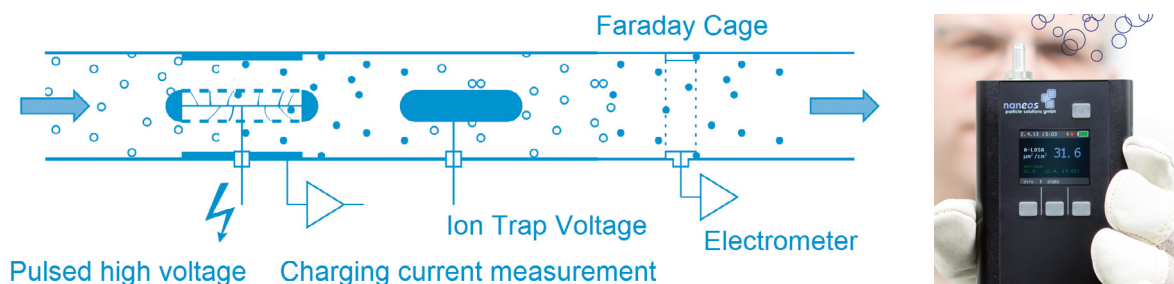 Faraday Cage
Ion Trap Voltage
Electrometer
Pulsed high voltage
Charging current measurement
naneos
particle solutions gmbh
A-LDSA
µm²/cm³
31.6